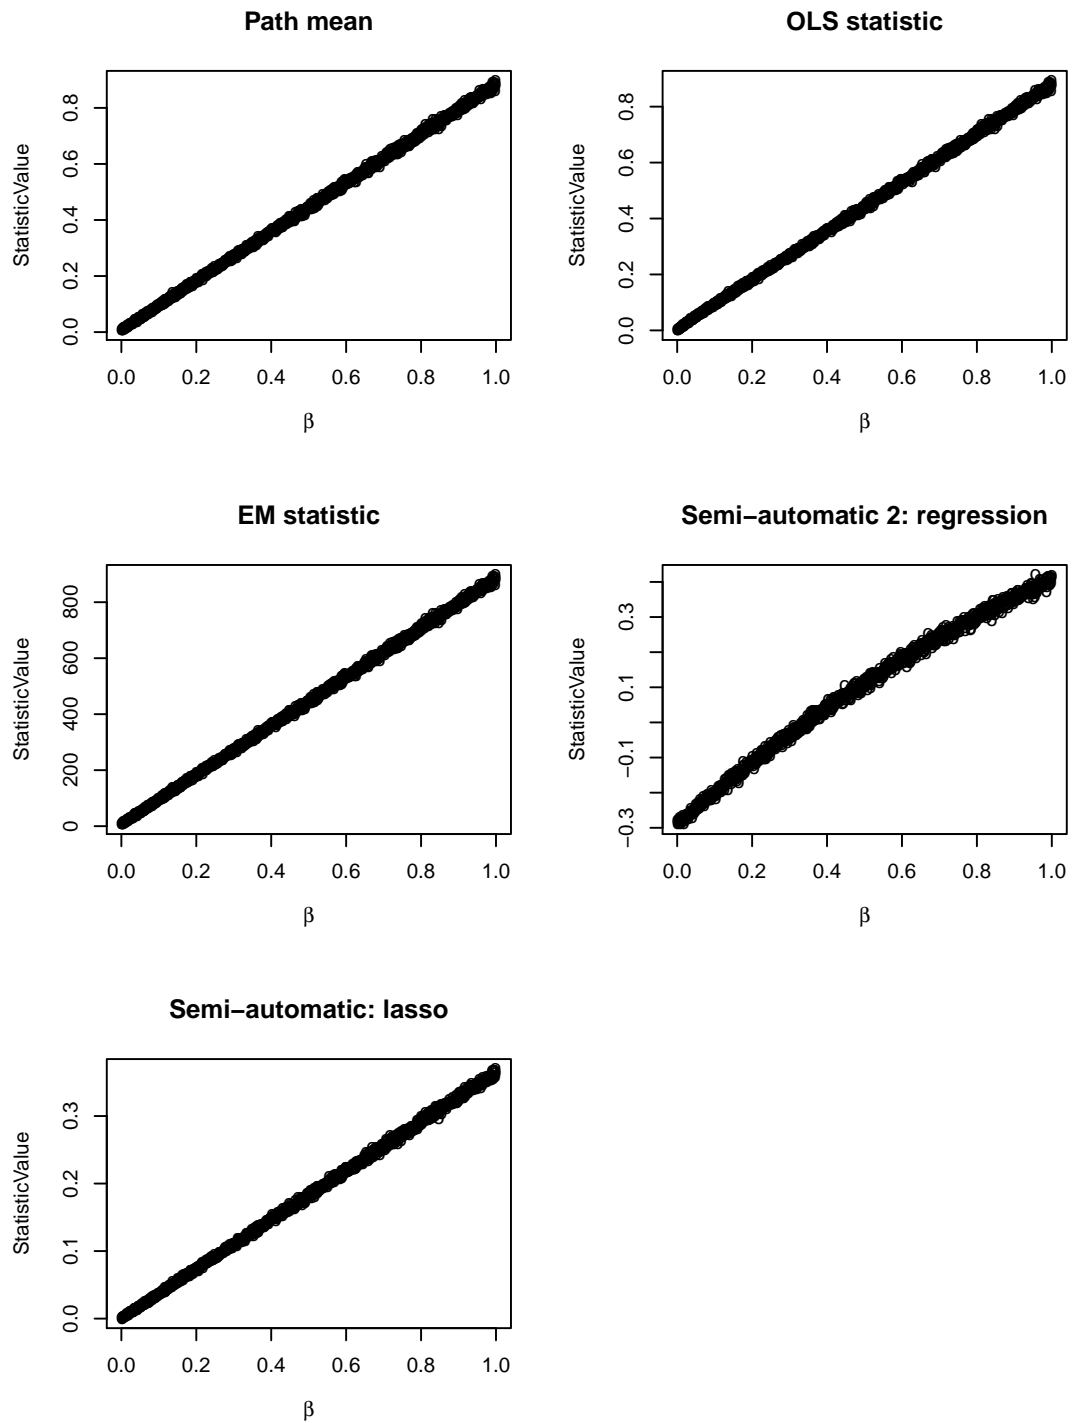 Path mean
StatisticValue
0.0 0.2 0.4 0.6 0.8
0.0 0.2 0.4 0.6 0.8 1.0
β
OLS statistic
StatisticValue
0.0 0.2 0.4 0.6 0.8
0.0 0.2 0.4 0.6 0.8 1.0
β
EM statistic
StatisticValue
0 200 400 600 800
0.0 0.2 0.4 0.6 0.8 1.0
β
Semi−automatic 2: regression
StatisticValue
−0.3 −0.1 0.1 0.3
0.0 0.2 0.4 0.6 0.8 1.0
β
Semi−automatic: lasso
StatisticValue
0.0 0.1 0.2 0.3
0.0 0.2 0.4 0.6 0.8 1.0
β